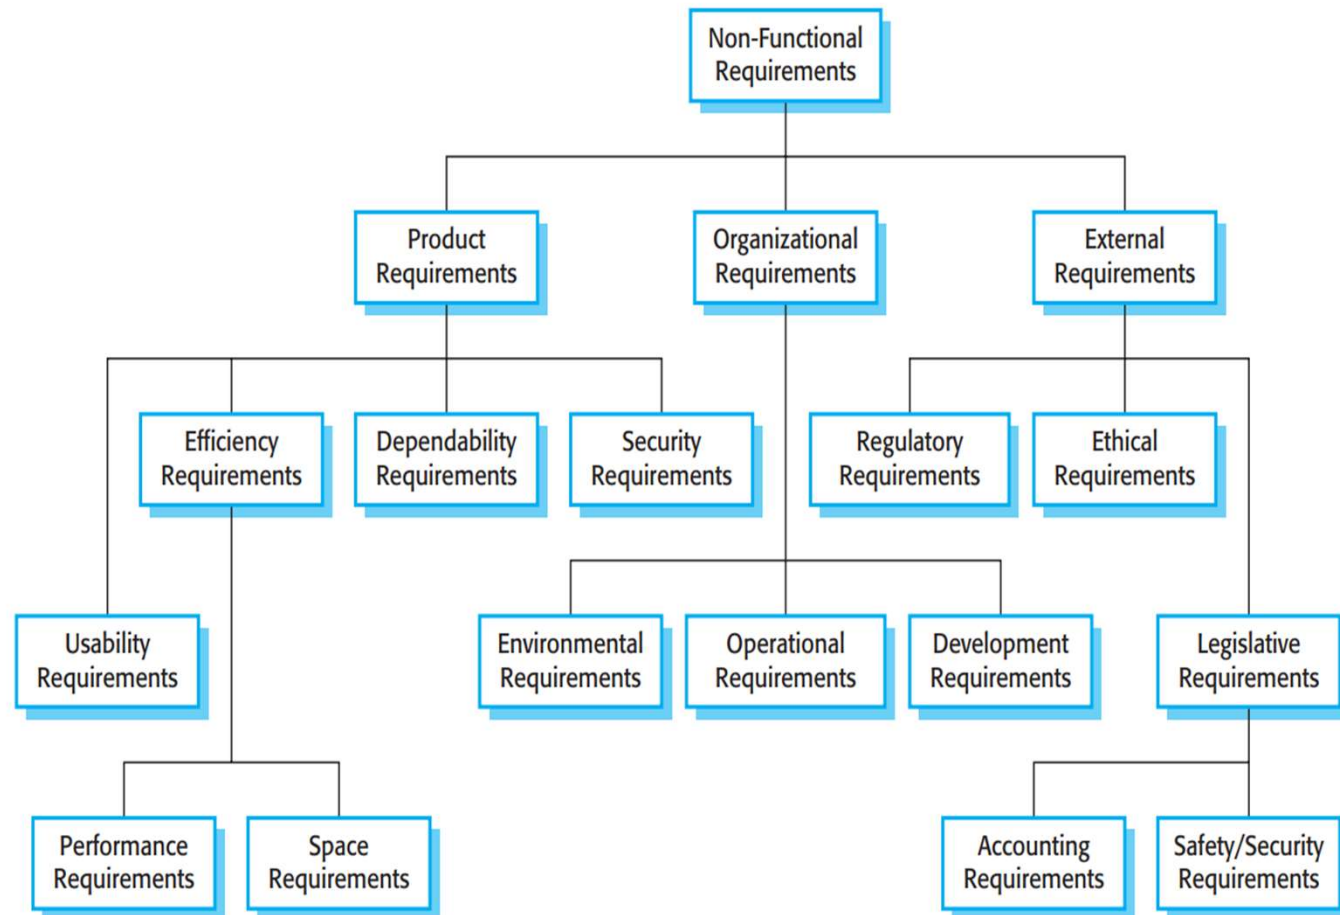 Non-Functional
Requirements
Product
Requirements
Organizational
Requirements
External
Requirements
Efficiency
Requirements
Dependability
Requirements
Security
Requirements
Regulatory
Requirements
Ethical
Requirements
Usability
Requirements
Environmental
Requirements
Operational
Requirements
Development
Requirements
Legislative
Requirements
Performance
Requirements
Space
Requirements
Accounting
Requirements
Safety/Security
Requirements